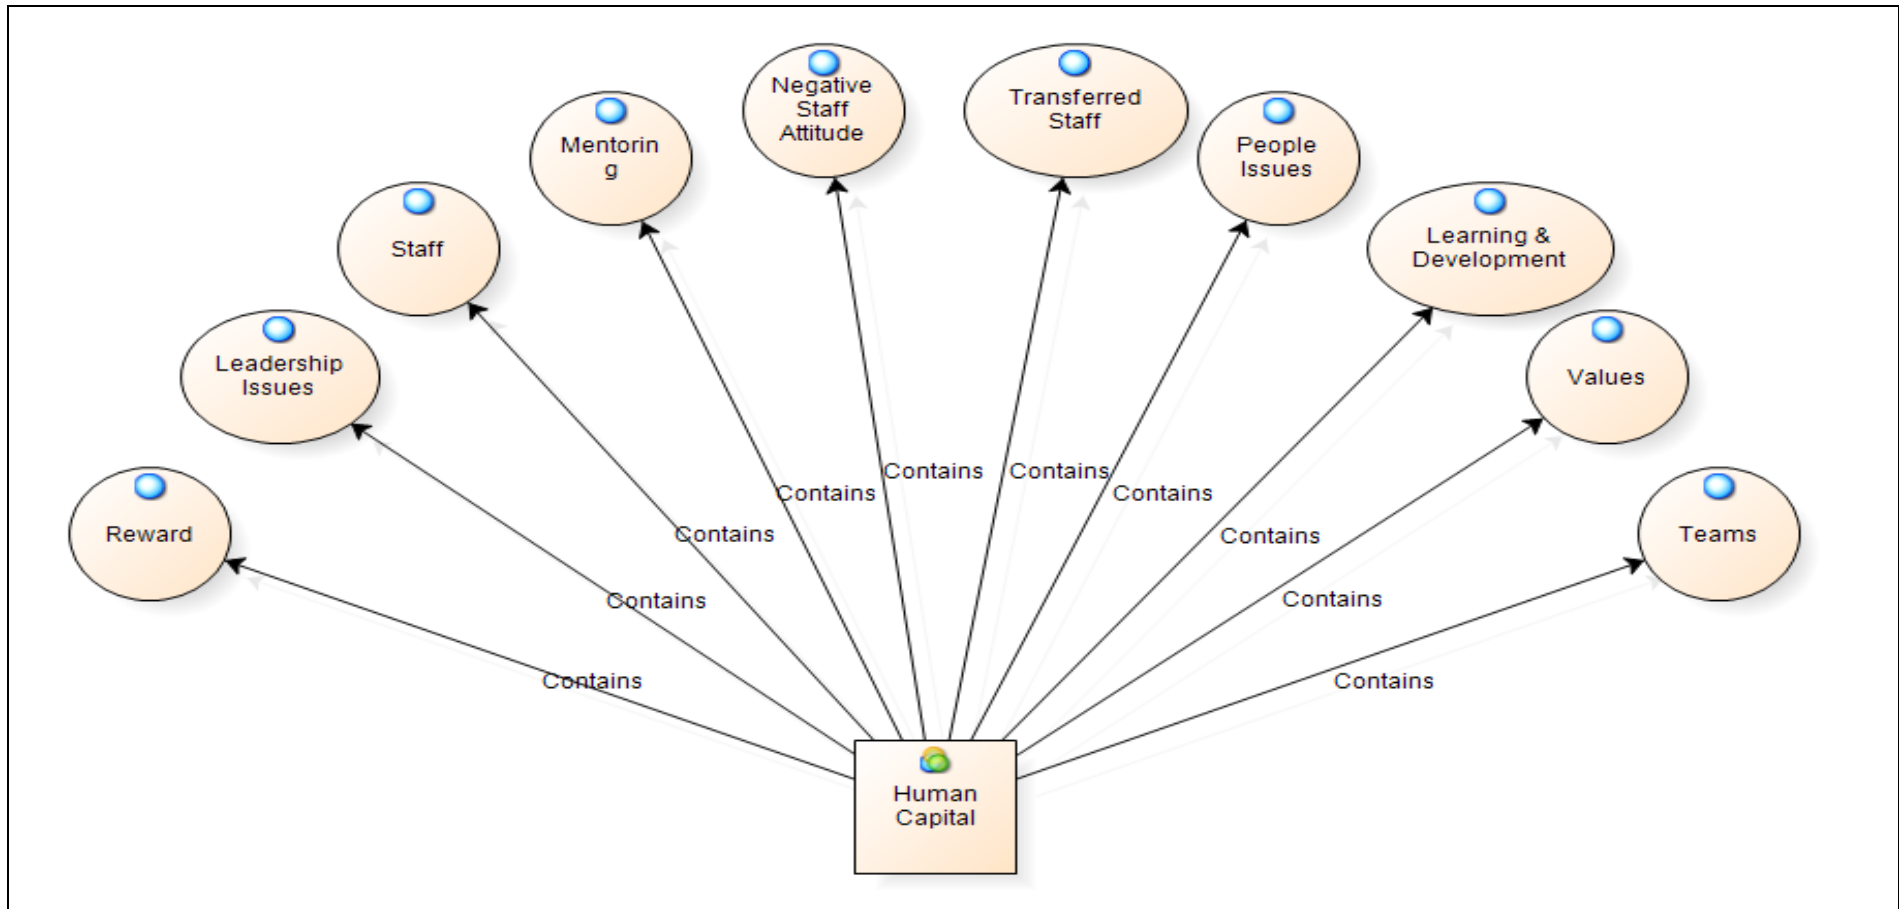 Negative
Staff
Attitude
Transferred
Staff
Mentorin
g
People
Issues
Staff
Learning &
Development
Leadership
Issues
Values
Reward
Teams
Contains
Contains
Contains
Contains
Contains
Contains
Contains
Contains
Contains
Contains
Human
Capital